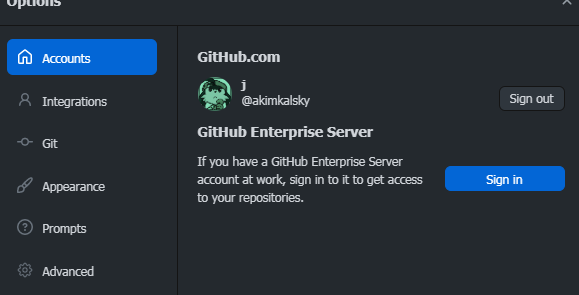 Options
Accounts
Integrations
Git
Appearance
Prompts
Advanced
GitHub.com
j
@akimkalsky
Sign out
GitHub Enterprise Server
If you have a GitHub Enterprise Server
account at work, sign in to it to get access
to your repositories.
Sign in